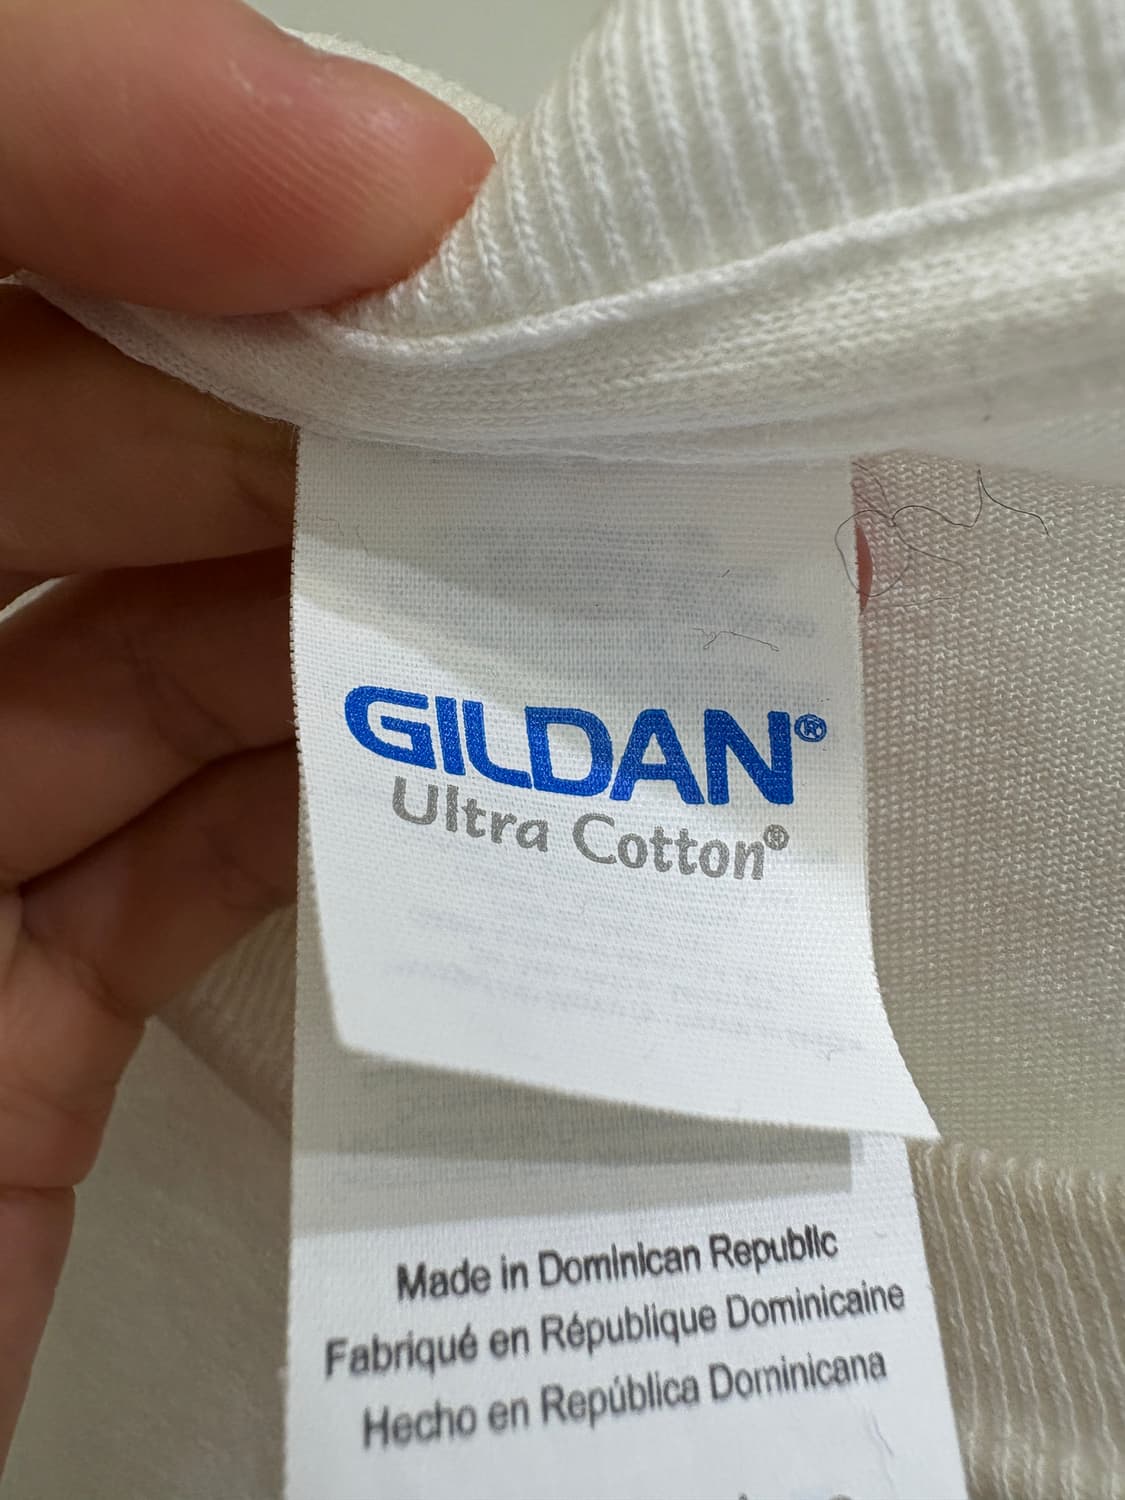 GILDAN®
Ultra Cotton®
Made in Dominican Republic
Fabriqué en République Dominicaine
Hecho en República Dominicana